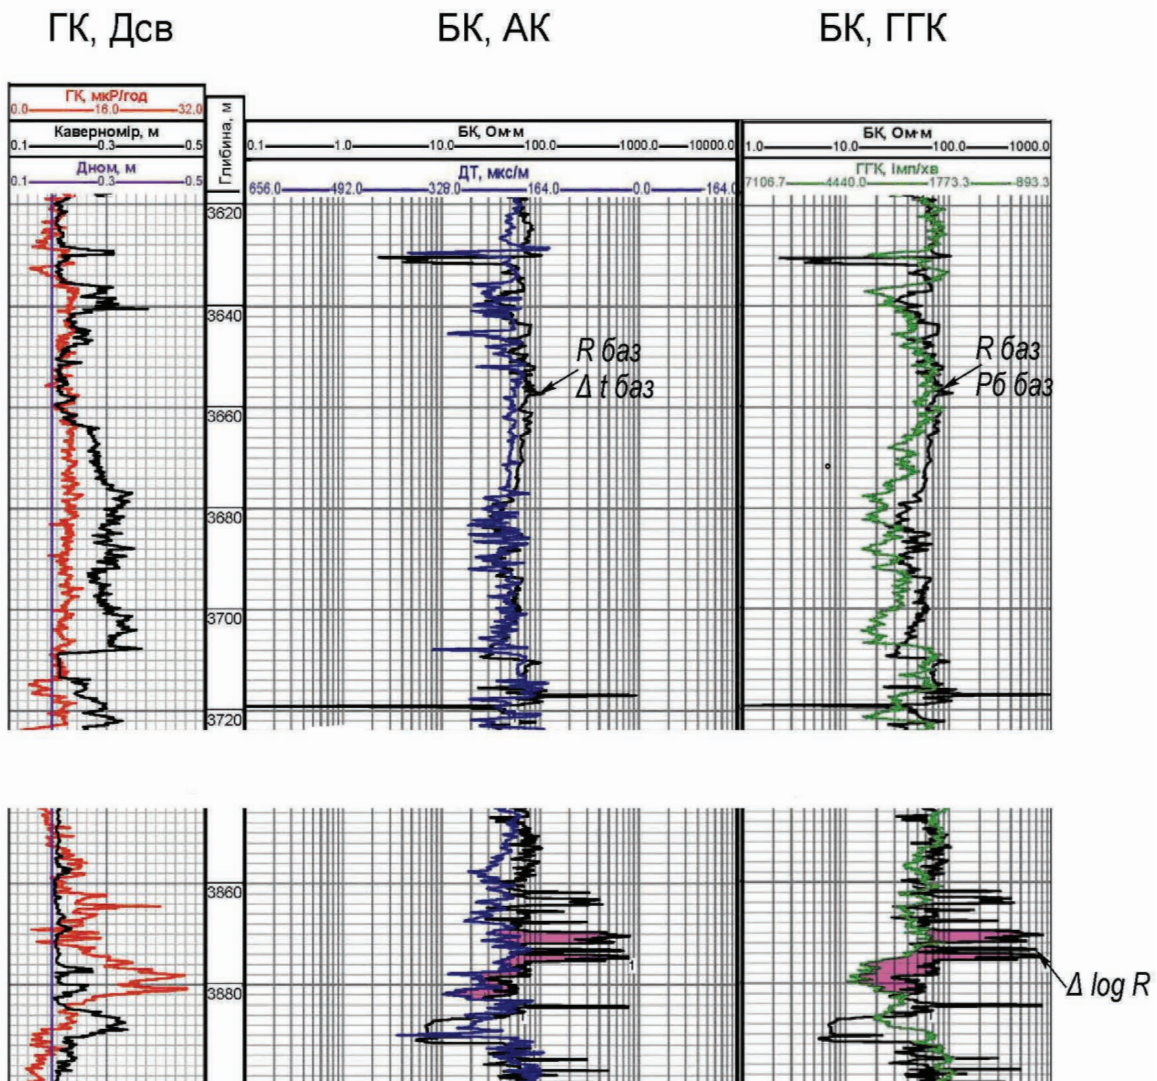 ГК, Дсв
БК, АК
БК, ГГК
ГК, мкР/год
0.0 16.0 32.0
Каверномір, м
0.1 0.3 0.5
Дном, м
0.1 0.3 0.5
Глибина, м
БК, Ом·м
0.1 1.0 10.0 100.0 1000.0 10000.0
ДТ, мкс/м
656.0 492.0 328.0 164.0 0.0 164.0
БК, Ом·м
1.0 10.0 100.0 1000.0
ГГК, імп/хв
7106.7 4440.0 1773.3 893.3
3620
3640
R баз
Δ t баз
R баз
Рб баз
3660
3680
3700
3720
3860
3880
1
Δ log R